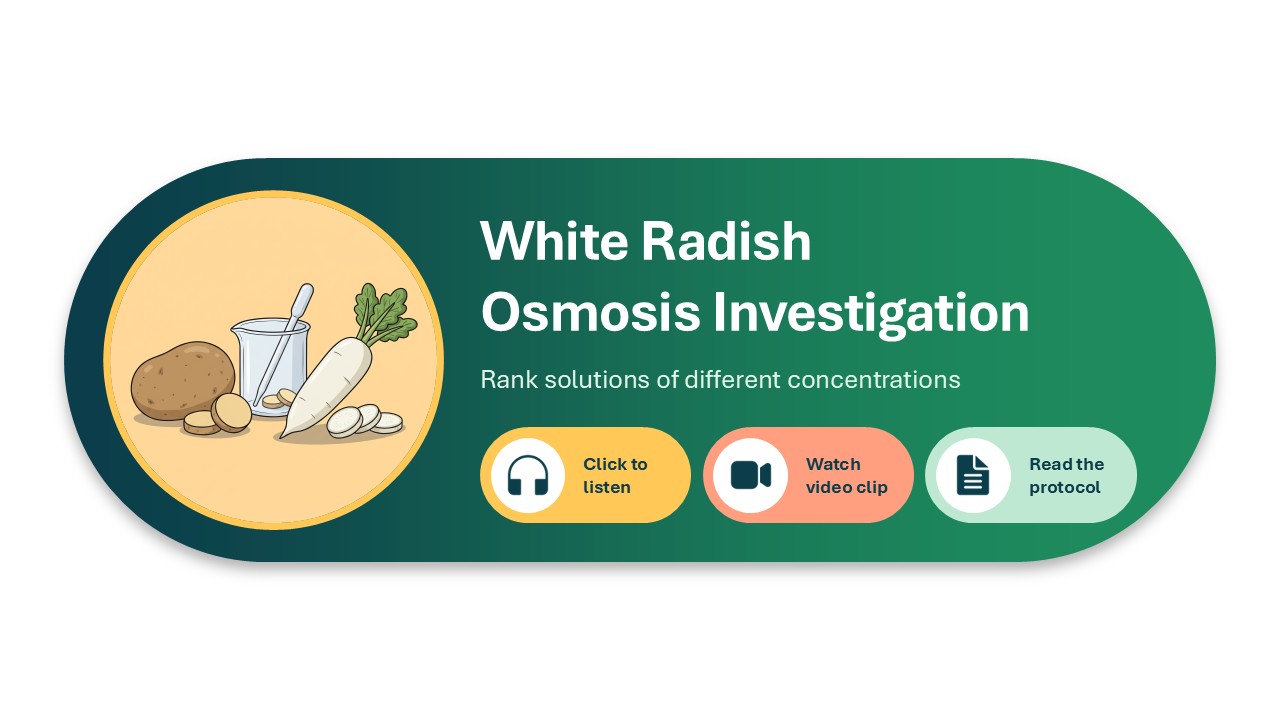 White Radish
Osmosis Investigation
Rank solutions of different concentrations
Click to
listen
Watch
video clip
Read the
protocol